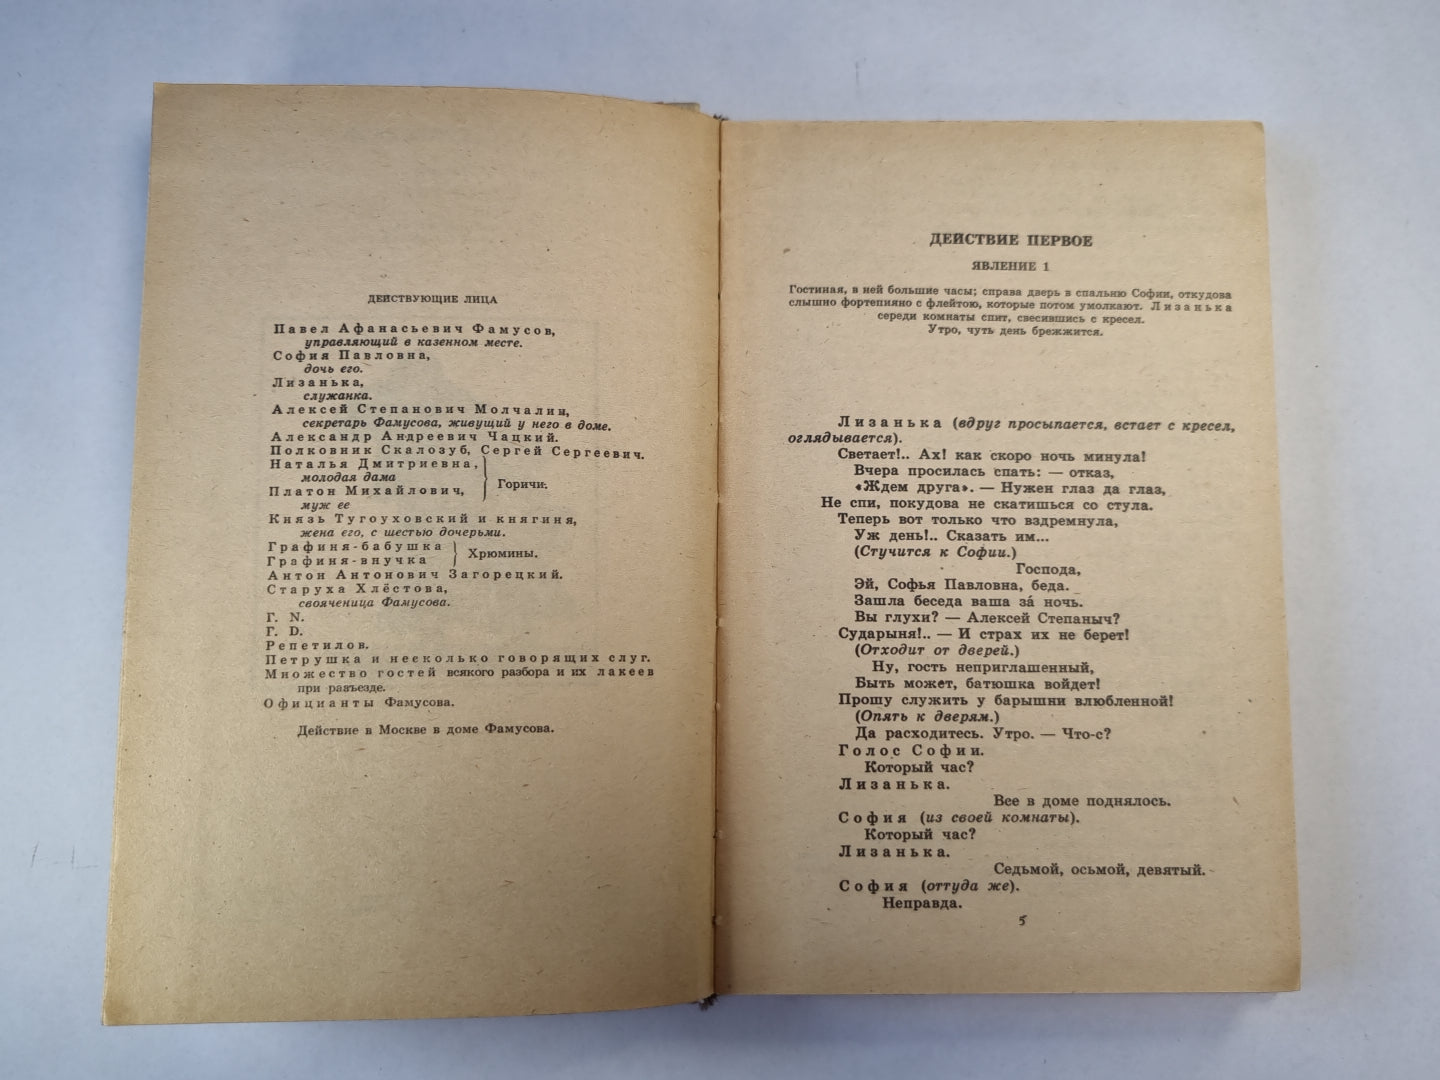 ДЕЙСТВУЮЩИЕ ЛИЦА
Павел Афанасьевич Фамусов,
управляющий в казенном месте.
София Павловна,
дочь его.
Лизанька,
служанка.
Алексей Степанович Молчалин,
секретарь Фамусова, живущий у него в доме.
Александр Андреевич Чацкий.
Полковник Скалозуб, Сергей Сергеевич.
Наталья Дмитриевна,
молодая дама
Горичи.
Платон Михайлович,
муж ее
Князь Тугоуховский и княгиня,
жена его, с шестью дочерьми.
Графиня-бабушка
Хрюмины.
Графиня-внучка
Антон Антонович Загорецкий.
Старуха Хлёстова,
свояченица Фамусова.
Г. N.
Г. D.
Репетилов.
Петрушка и несколько говорящих слуг.
Множество гостей всякого разбора и их лакеев
при разъезде.
Официанты Фамусова.
Действие в Москве в доме Фамусова.
ДЕЙСТВИЕ ПЕРВОЕ
ЯВЛЕНИЕ 1
Гостиная, в ней большие часы; справа дверь в спальню Софии, откудова
слышно фортепияно с флейтою, которые потом умолкают. Лизанька
середи комнаты спит, свесившись с кресел.
Утро, чуть день брежжится.
Лизанька (вдруг просыпается, встает с кресел,
оглядывается).
Светает!.. Ах! как скоро ночь минула!
Вчера просилась спать: — отказ,
«Ждем друга». — Нужен глаз да глаз,
Не спи, покудова не скатишься со стула.
Теперь вот только что вздремнула,
Уж день!.. Сказать им...
(Стучится к Софии.)
Господа,
Эй, Софья Павловна, беда.
Зашла беседа ваша за́ ночь.
Вы глухи? — Алексей Степаныч?
Сударыня!.. — И страх их не берет!
(Отходит от дверей.)
Ну, гость неприглашенный,
Быть может, батюшка войдет!
Прошу служить у барышни влюбленной!
(Опять к дверям.)
Да расходитесь. Утро. — Что-с?
Голос Софии.
Который час?
Лизанька.
Все в доме поднялось.
София (из своей комнаты).
Который час?
Лизанька.
Седьмой, осьмой, девятый.
София (оттуда же).
Неправда.
5